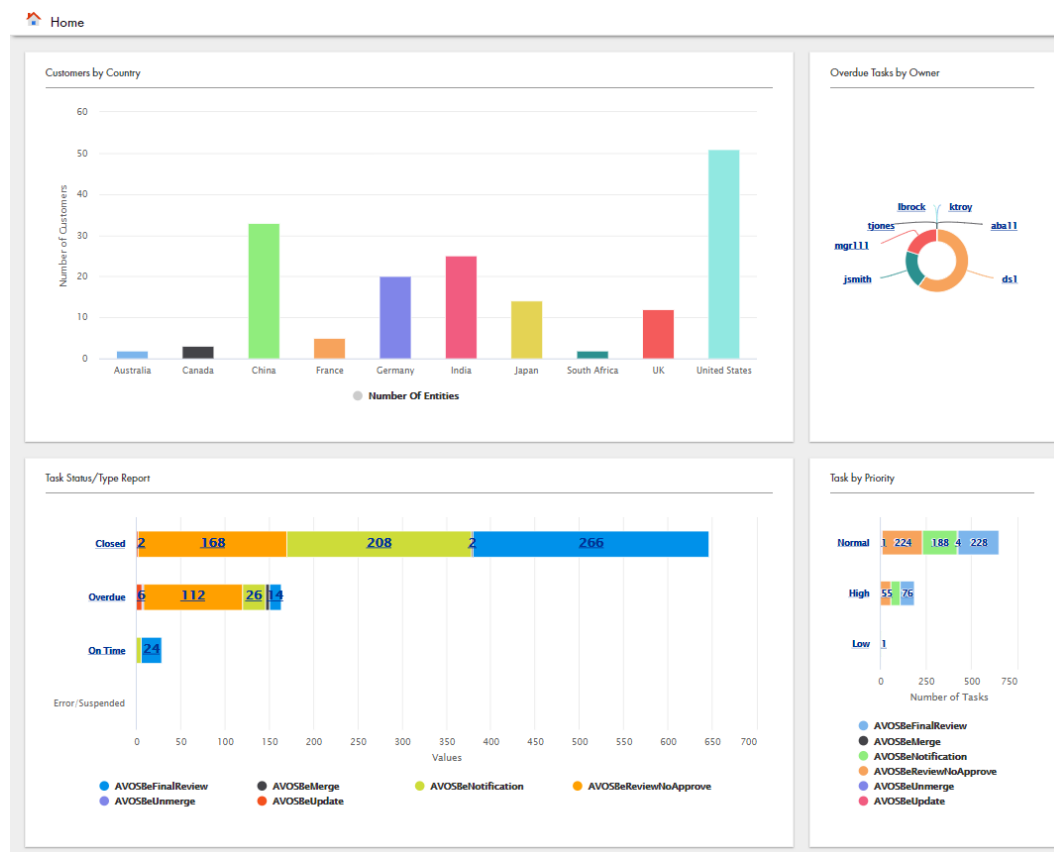 Home
Customers by Country
60
50
40
30
20
10
0
Number of Customers
Australia Canada China France Germany India Japan South Africa UK United States
Number Of Entities
Overdue Tasks by Owner
lbrock ktroy
tjones aba11
mgr111
jsmith ds1
Task Status/Type Report
Closed 2 168 208 2 266
Overdue 6 112 26 14
On Time 24
Error/Suspended
0 50 100 150 200 250 300 350 400 450 500 550 600 650 700
Values
AVOSBeFinalReview AVOSBeMerge AVOSBeNotification AVOSBeReviewNoApprove
AVOSBeUnmerge AVOSBeUpdate
Task by Priority
Normal 1 224 188 4 228
High 55 76
Low 1
0 250 500 750
Number of Tasks
AVOSBeFinalReview
AVOSBeMerge
AVOSBeNotification
AVOSBeReviewNoApprove
AVOSBeUnmerge
AVOSBeUpdate